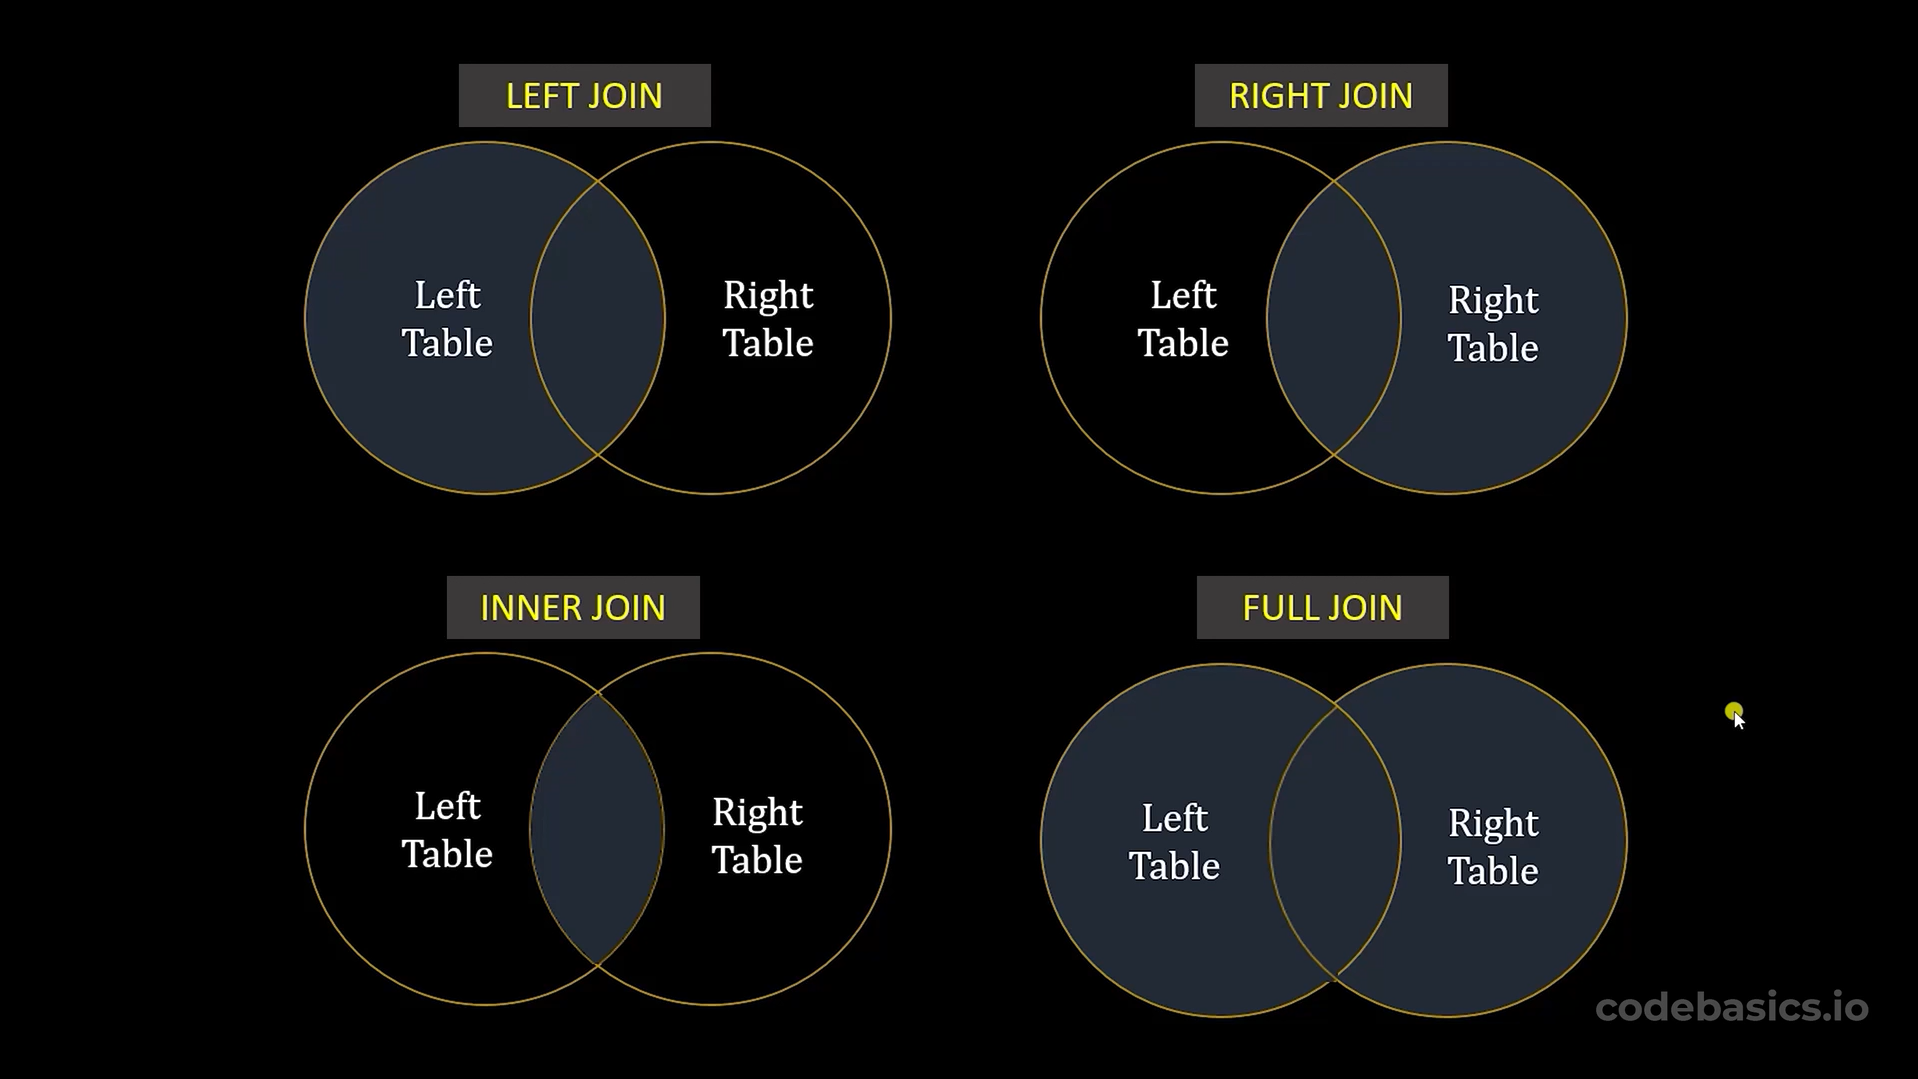 LEFT JOIN
Left
Table
Right
Table
RIGHT JOIN
Left
Table
Right
Table
INNER JOIN
Left
Table
Right
Table
FULL JOIN
Left
Table
Right
Table
codebasics.io